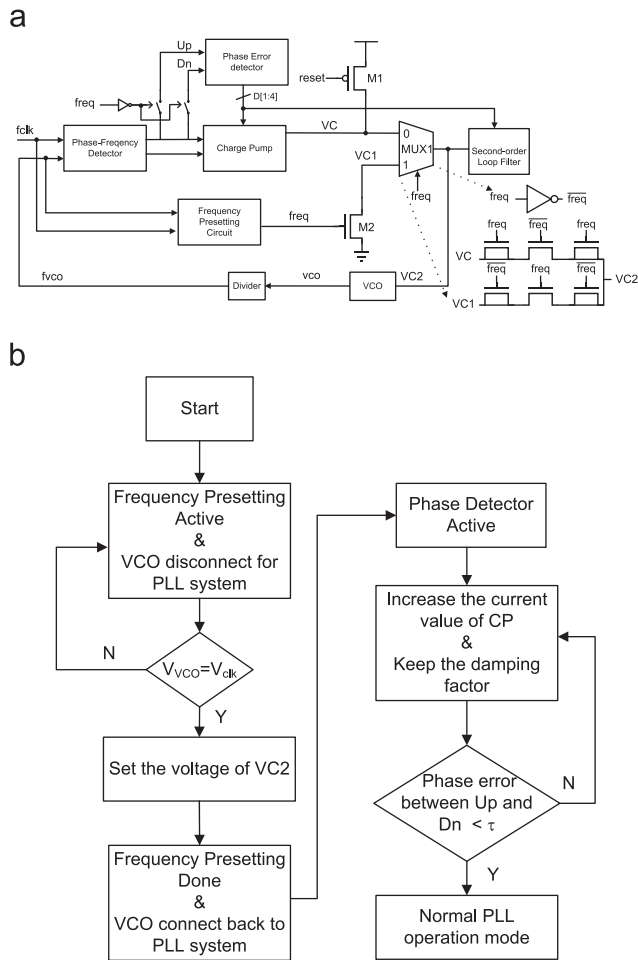 a
Up
Dn
Phase Error
detector
reset
M1
D[1:4]
freq
fclk
Phase-Freqency
Detector
Charge Pump
VC
0
MUX1
1
Second-order
Loop Filter
VC1
freq
freq
freq
Frequency
Presetting
Circuit
freq
M2
freq
freq
freq
VC
freq
freq
freq
VC2
VC1
fvco
Divider
vco
VCO
VC2
b
Start
Frequency Presetting
Active
&
VCO disconnect for
PLL system
N
V_VCO=V_clk
Y
Set the voltage of VC2
Frequency Presetting
Done
&
VCO connect back to
PLL system
Phase Detector
Active
Increase the current
value of CP
&
Keep the damping
factor
Phase error
between Up and
Dn < τ
N
Y
Normal PLL
operation mode